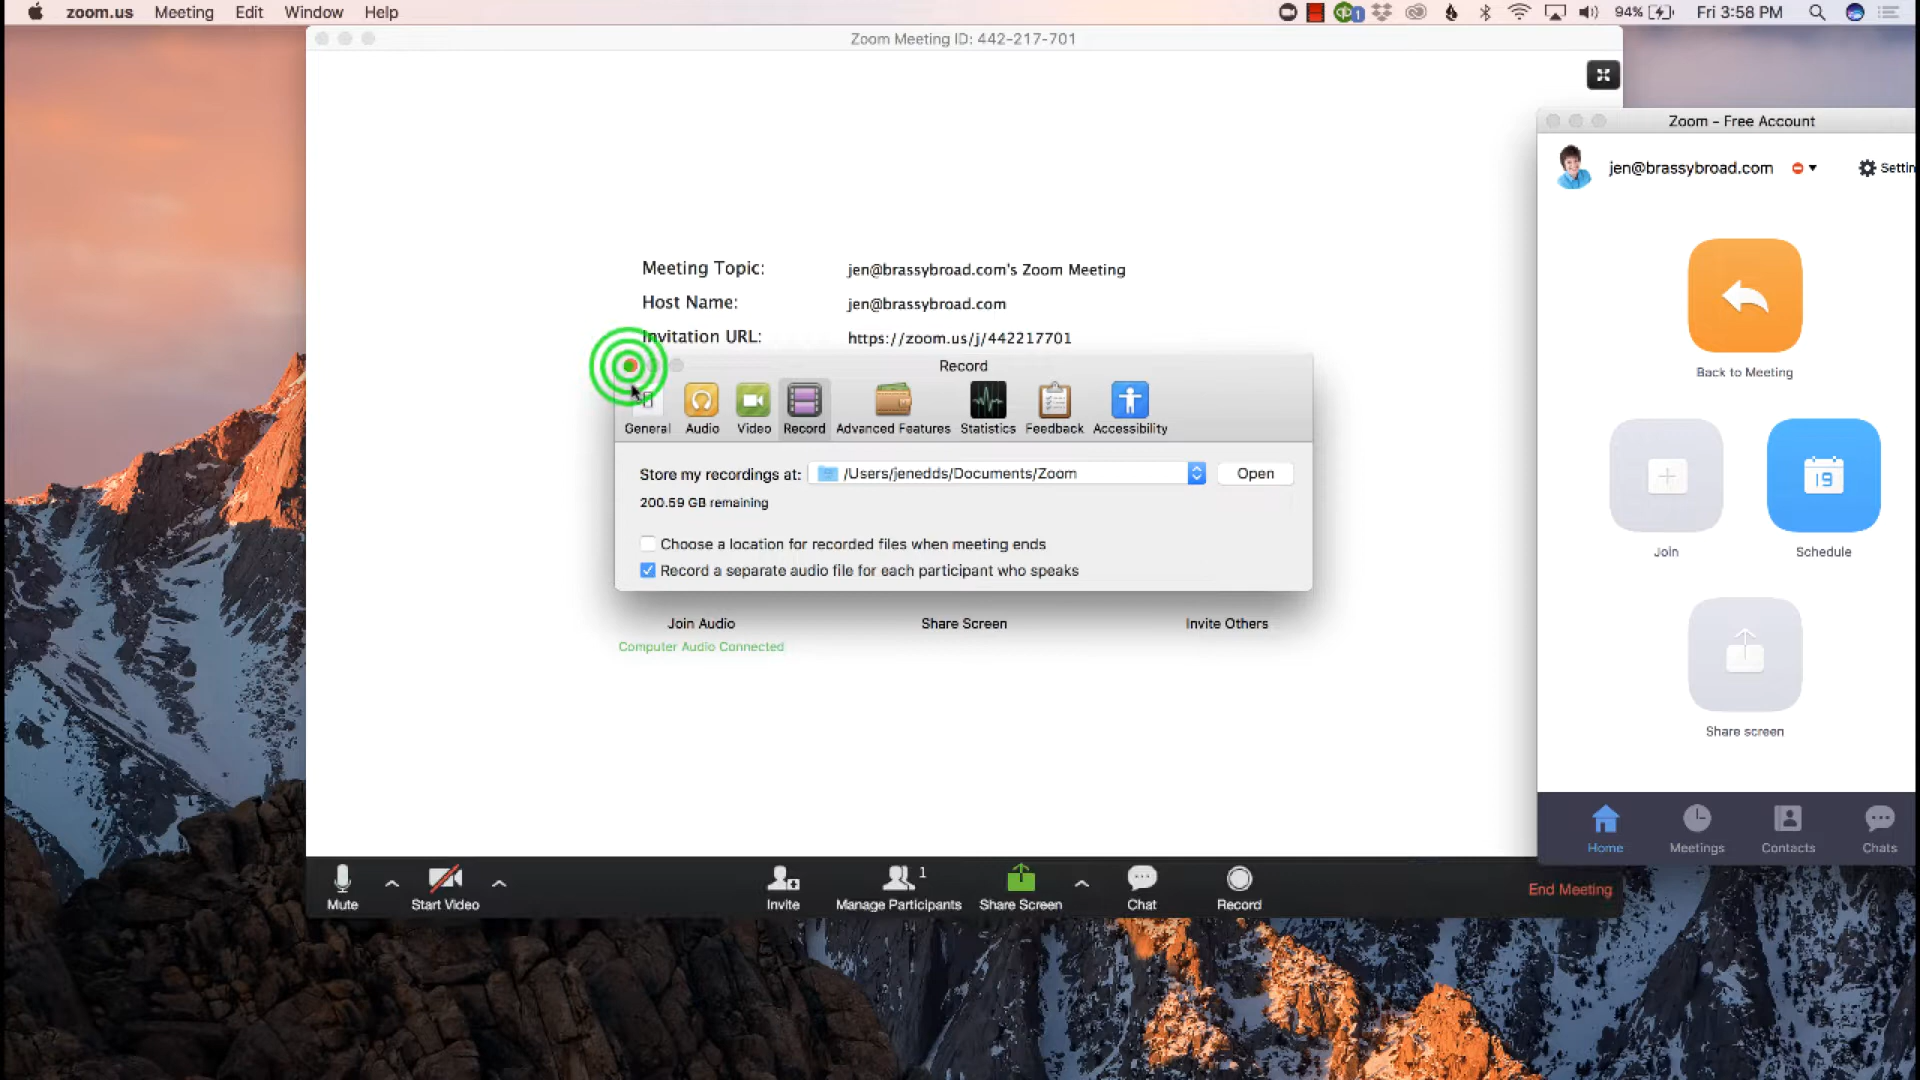 zoom.us Meeting Edit Window Help
1 94% Fri 3:58 PM
Zoom Meeting ID: 442-217-701
Zoom - Free Account
jen@brassybroad.com
Settin
Meeting Topic: jen@brassybroad.com's Zoom Meeting
Host Name: jen@brassybroad.com
Invitation URL: https://zoom.us/j/442217701
Record
General Audio Video Record Advanced Features Statistics Feedback Accessibility
Store my recordings at: /Users/jenedds/Documents/Zoom Open
200.59 GB remaining
Choose a location for recorded files when meeting ends
Record a separate audio file for each participant who speaks
Join Audio Share Screen Invite Others
Computer Audio Connected
Back to Meeting
19
Join Schedule
Share screen
Home Meetings Contacts Chats
1
Mute Start Video Invite Manage Participants Share Screen Chat Record End Meeting